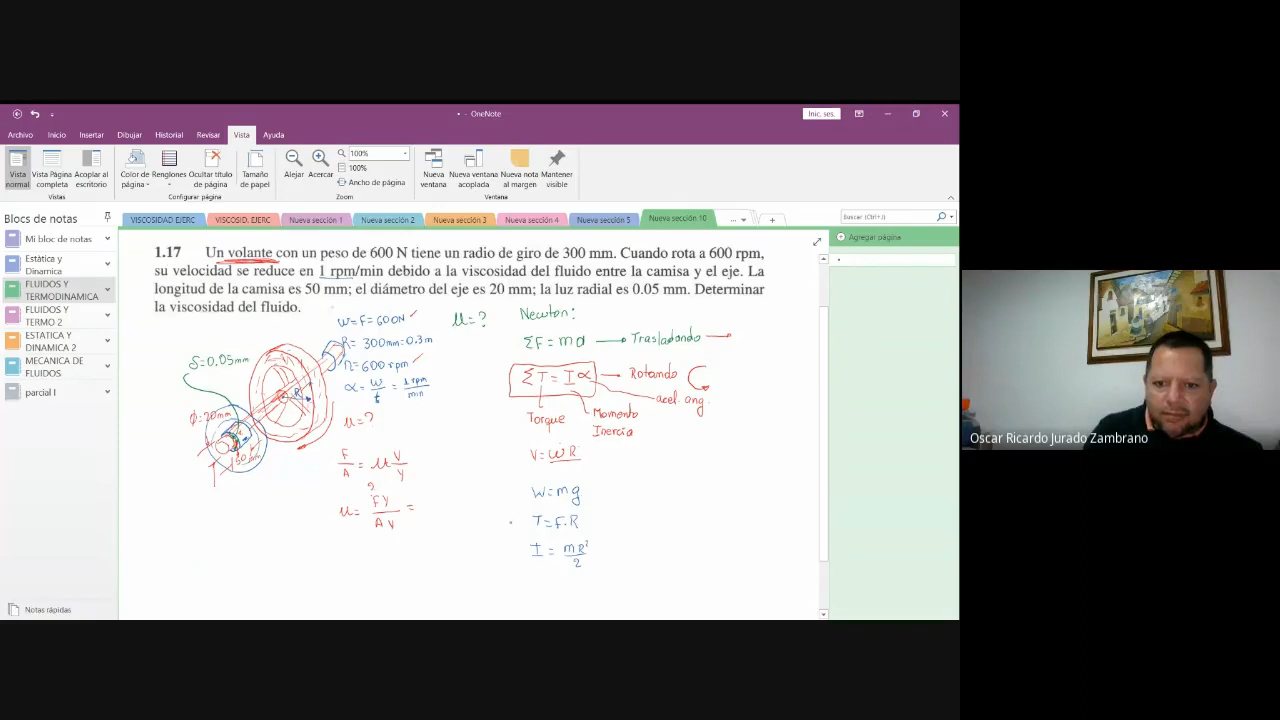 - OneNote
Inic. ses.
Archivo Inicio Insertar Dibujar Historial Revisar Vista Ayuda
Vista normal
Vista Página completa
Acoplar al escritorio
Vistas
Color de página
Renglones
Ocultar título de página
Tamaño de papel
Configurar página
Alejar
Acercar
100%
100%
Ancho de página
Zoom
Nueva ventana
Nueva ventana acoplada
Nueva nota al margen
Mantener visible
Ventana
Blocs de notas
VISCOSIDAD EJERC VISCOSID. EJERC Nueva sección 1 Nueva sección 2 Nueva sección 3 Nueva sección 4 Nueva sección 5 Nueva sección 10 ... +
Buscar (Ctrl+I)
Agregar página
Mi bloc de notas
Estática y Dinamica
FLUIDOS Y TERMODINAMICA
FLUIDOS Y TERMO 2
ESTATICA Y DINAMICA 2
MECANICA DE FLUIDOS
parcial I
Notas rápidas
1.17 Un volante con un peso de 600 N tiene un radio de giro de 300 mm. Cuando rota a 600 rpm,
su velocidad se reduce en 1 rpm/min debido a la viscosidad del fluido entre la camisa y el eje. La
longitud de la camisa es 50 mm; el diámetro del eje es 20 mm; la luz radial es 0.05 mm. Determinar
la viscosidad del fluido.
δ=0.05mm
Φ=20mm
50 mm
R
W=F=600N
R= 300mm=0.3m
n=600rpm
α= w/t = 1rpm/min
μ=?
F/A = μ V/y
?
μ= Fy/AV =
μ=?
Newton:
ΣF=ma → Trasladando →
ΣT=Iα → Rotando
acel. ang.
Torque
Momento
Inercia
V=wR
W=mg
T=F.R
I = mR²/2
Oscar Ricardo Jurado Zambrano